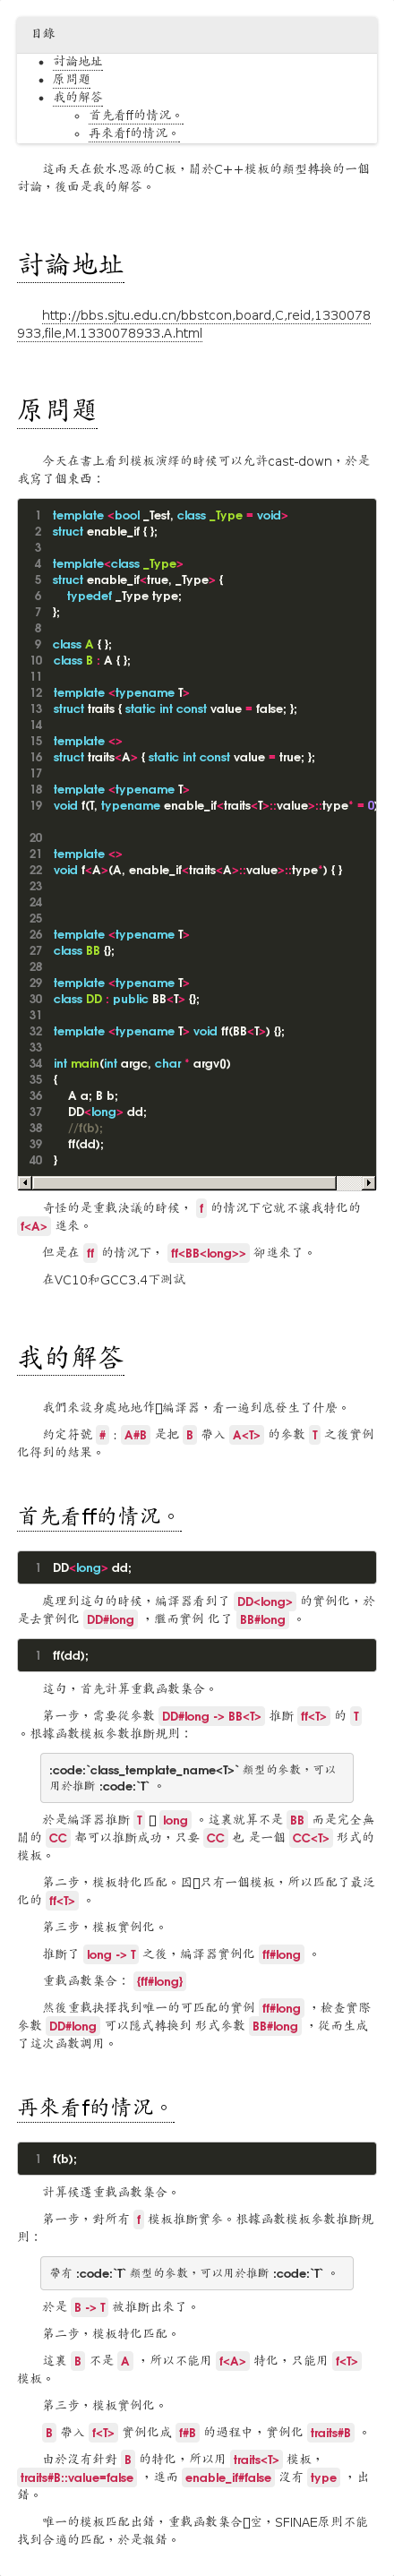 目錄
討論地址
原問題
我的解答
首先看ff的情況。
再來看f的情況。
這兩天在飲水思源的C板，關於C++模板的類型轉換的一個
討論，後面是我的解答。
討論地址
http://bbs.sjtu.edu.cn/bbstcon,board,C,reid,1330078
933,file,M.1330078933.A.html
原問題
今天在書上看到模板演繹的時候可以允許cast-down，於是
我寫了個東西：
1 template <bool _Test, class _Type = void>
2 struct enable_if { };
3
4 template<class _Type>
5 struct enable_if<true, _Type> {
6 typedef _Type type;
7 };
8
9 class A { };
10 class B : A { };
11
12 template <typename T>
13 struct traits { static int const value = false; };
14
15 template <>
16 struct traits<A> { static int const value = true; };
17
18 template <typename T>
19 void f(T, typename enable_if<traits<T>::value>::type* = 0)
20
21 template <>
22 void f<A>(A, enable_if<traits<A>::value>::type*) { }
23
24
25
26 template <typename T>
27 class BB {};
28
29 template <typename T>
30 class DD : public BB<T> {};
31
32 template <typename T> void ff(BB<T>) {};
33
34 int main(int argc, char * argv[])
35 {
36 A a; B b;
37 DD<long> dd;
38 //f(b);
39 ff(dd);
40 }
奇怪的是重載決議的時候， f 的情況下它就不讓我特化的
f<A> 進來。
但是在 ff 的情況下， ff<BB<long>> 卻進來了。
在VC10和GCC3.4下測試
我的解答
我們來設身處地地作編譯器，看一遍到底發生了什麼。
約定符號 # : A#B 是把 B 帶入 A<T> 的參數 T 之後實例
化得到的結果。
首先看ff的情況。
1 DD<long> dd;
處理到這句的時候，編譯器看到了 DD<long> 的實例化，於
是去實例化 DD#long ，繼而實例 化了 BB#long 。
1 ff(dd);
這句，首先計算重載函數集合。
第一步，需要從參數 DD#long -> BB<T> 推斷 ff<T> 的 T
。根據函數模板參數推斷規則：
:code:`class_template_name<T>` 類型的參數，可以
用於推斷 :code:`T` 。
於是編譯器推斷 T long 。這裏就算不是 BB 而是完全無
關的 CC 都可以推斷成功，只要 CC 也 是一個 CC<T> 形式的
模板。
第二步，模板特化匹配。因只有一個模板，所以匹配了最泛
化的 ff<T> 。
第三步，模板實例化。
推斷了 long -> T 之後，編譯器實例化 ff#long 。
重載函數集合： {ff#long}
然後重載抉擇找到唯一的可匹配的實例 ff#long ，檢查實際
參數 DD#long 可以隱式轉換到 形式參數 BB#long ，從而生成
了這次函數調用。
再來看f的情況。
1 f(b);
計算候選重載函數集合。
第一步，對所有 f 模板推斷實參。根據函數模板參數推斷規
則：
帶有 :code:`T` 類型的參數，可以用於推斷 :code:`T` 。
於是 B -> T 被推斷出來了。
第二步，模板特化匹配。
這裏 B 不是 A ，所以不能用 f<A> 特化，只能用 f<T>
模板。
第三步，模板實例化。
B 帶入 f<T> 實例化成 f#B 的過程中，實例化 traits#B 。
由於沒有針對 B 的特化，所以用 traits<T> 模板，
traits#B::value=false ，進而 enable_if#false 沒有 type ，出
錯。
唯一的模板匹配出錯，重載函數集合空，SFINAE原則不能
找到合適的匹配，於是報錯。